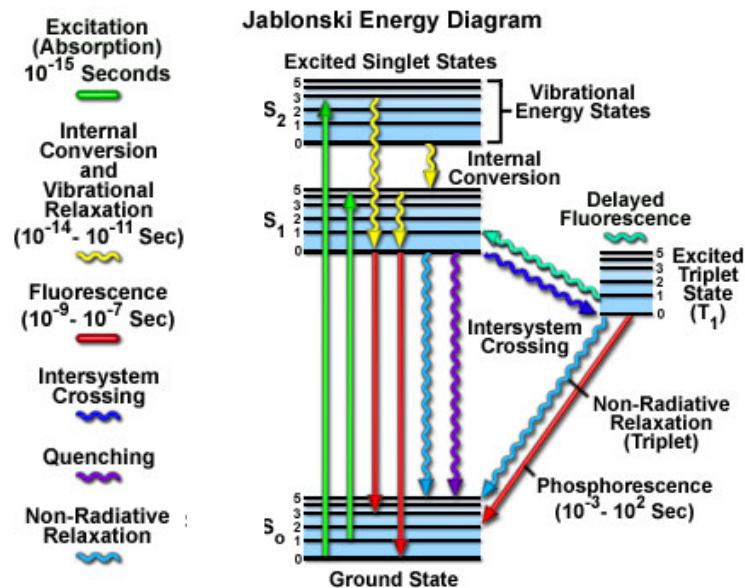 Jablonski Energy Diagram
Excitation
(Absorption)
10⁻¹⁵ Seconds
Internal
Conversion
and
Vibrational
Relaxation
(10⁻¹⁴- 10⁻¹¹ Sec)
Fluorescence
(10⁻⁹- 10⁻⁷ Sec)
Intersystem
Crossing
Quenching
Non-Radiative
Relaxation
Excited Singlet States
5
3
2
1
0
S₂
Vibrational
Energy States
Internal
Conversion
5
3
2
1
0
S₁
Delayed
Fluorescence
5
3
2
1
0
Excited
Triplet
State
(T₁)
Intersystem
Crossing
Non-Radiative
Relaxation
(Triplet)
Phosphorescence
(10⁻³- 10² Sec)
5
3
2
1
0
Sₒ
Ground State